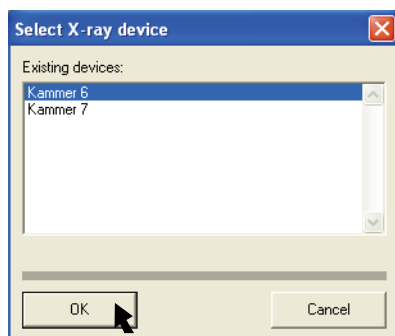 Select X-ray device
Existing devices:
Kammer 6
Kammer 7
OK
Cancel